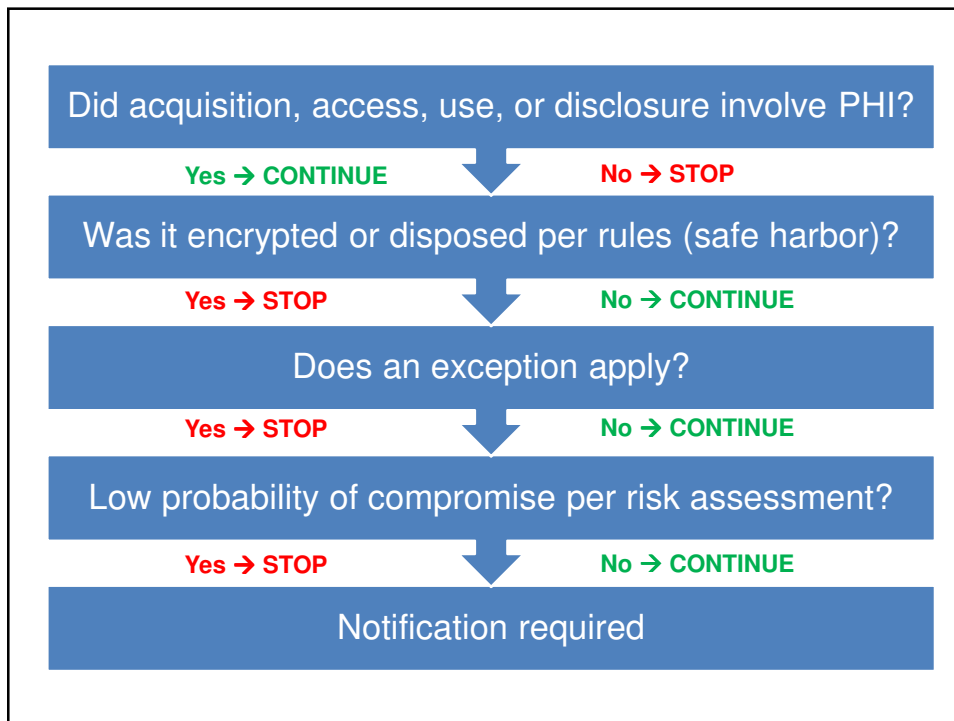 Did acquisition, access, use, or disclosure involve PHI?
Yes → CONTINUE
No → STOP
Was it encrypted or disposed per rules (safe harbor)?
Yes → STOP
No → CONTINUE
Does an exception apply?
Yes → STOP
No → CONTINUE
Low probability of compromise per risk assessment?
Yes → STOP
No → CONTINUE
Notification required